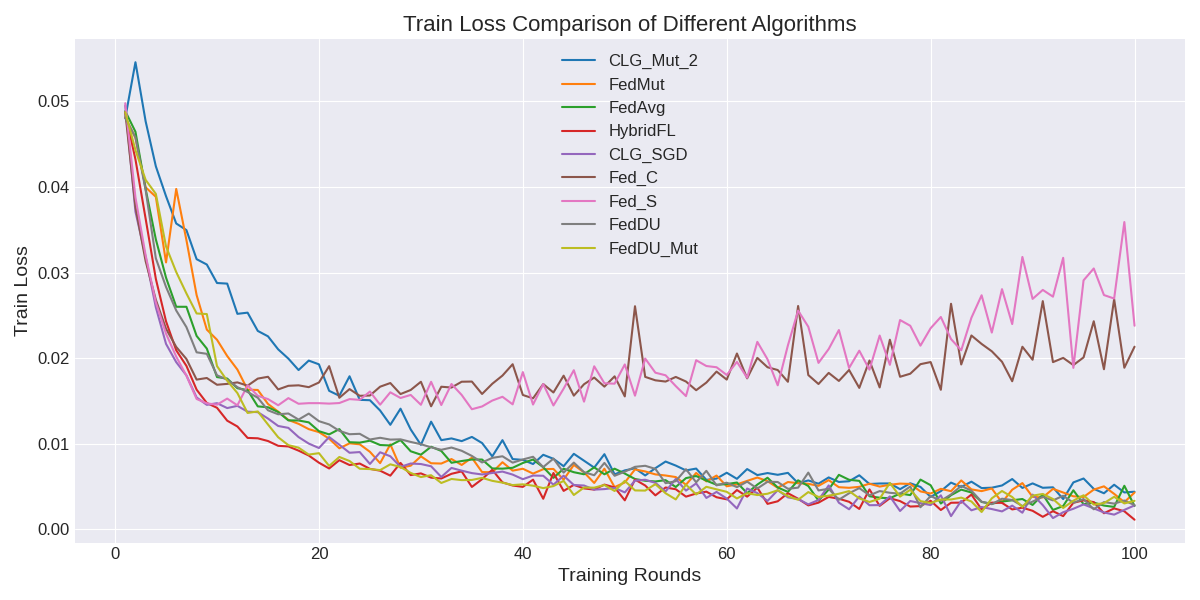 Train Loss Comparison of Different Algorithms
CLG_Mut_2
FedMut
FedAvg
HybridFL
CLG_SGD
Fed_C
Fed_S
FedDU
FedDU_Mut
Train Loss
0.05
0.04
0.03
0.02
0.01
0.00
0 20 40 60 80 100
Training Rounds